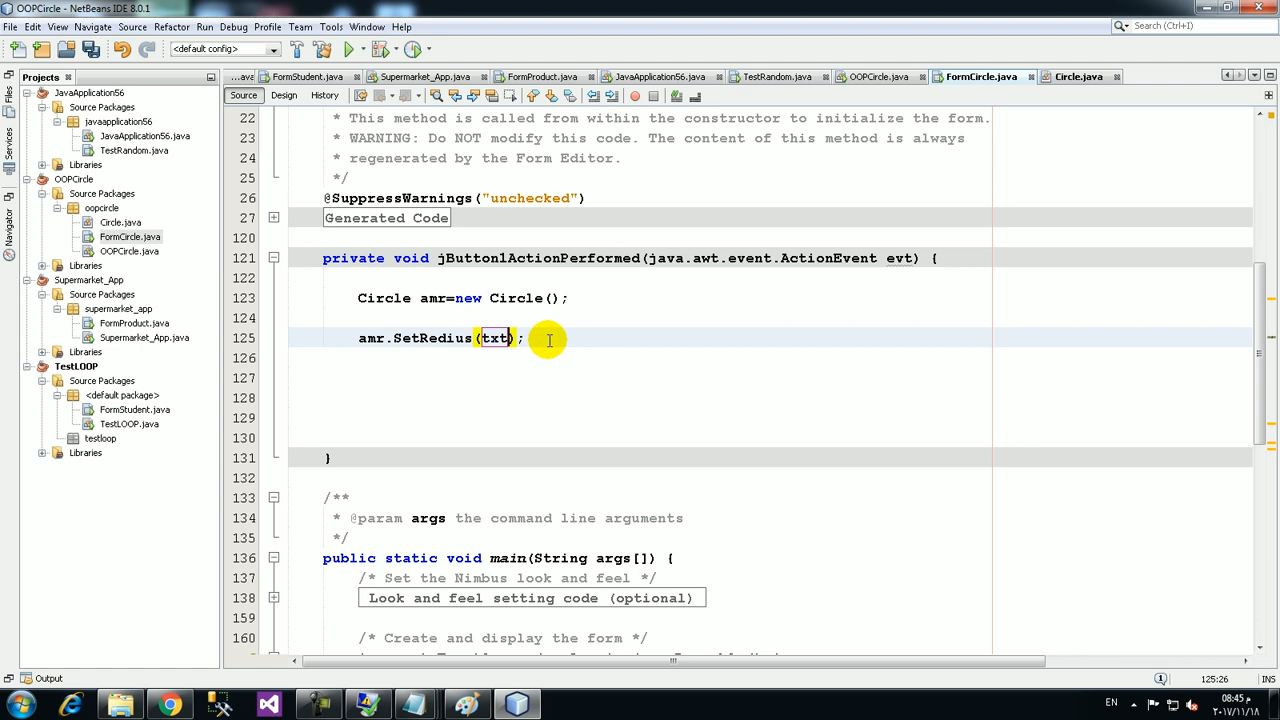 OOPCircle - NetBeans IDE 8.0.1
File Edit View Navigate Source Refactor Run Debug Profile Team Tools Window Help
Search (Ctrl+I)
<default config>
Projects
...ava FormStudent.java Supermarket_App.java FormProduct.java JavaApplication56.java TestRandom.java OOPCircle.java FormCircle.java Circle.java
Source Design History
Files
Services
Navigator
JavaApplication56
Source Packages
javaapplication56
JavaApplication56.java
TestRandom.java
Libraries
OOPCircle
Source Packages
oopcircle
Circle.java
FormCircle.java
OOPCircle.java
Libraries
Supermarket_App
Source Packages
supermarket_app
FormProduct.java
Supermarket_App.java
Libraries
TestLOOP
Source Packages
<default package>
FormStudent.java
TestLOOP.java
testloop
Libraries
22 * This method is called from within the constructor to initialize the form.
23 * WARNING: Do NOT modify this code. The content of this method is always
24 * regenerated by the Form Editor.
25 */
26 @SuppressWarnings("unchecked")
27 Generated Code
120
121 private void jButton1ActionPerformed(java.awt.event.ActionEvent evt) {
122
123 Circle amr=new Circle();
124
125 amr.SetRedius(txt);
126
127
128
129
130
131 }
132
133 /**
134 * @param args the command line arguments
135 */
136 public static void main(String args[]) {
137 /* Set the Nimbus look and feel */
138 Look and feel setting code (optional)
159
160 /* Create and display the form */
Output
1
125:26
INS
EN
08:45 م
٢٠١٧/١١/١٨